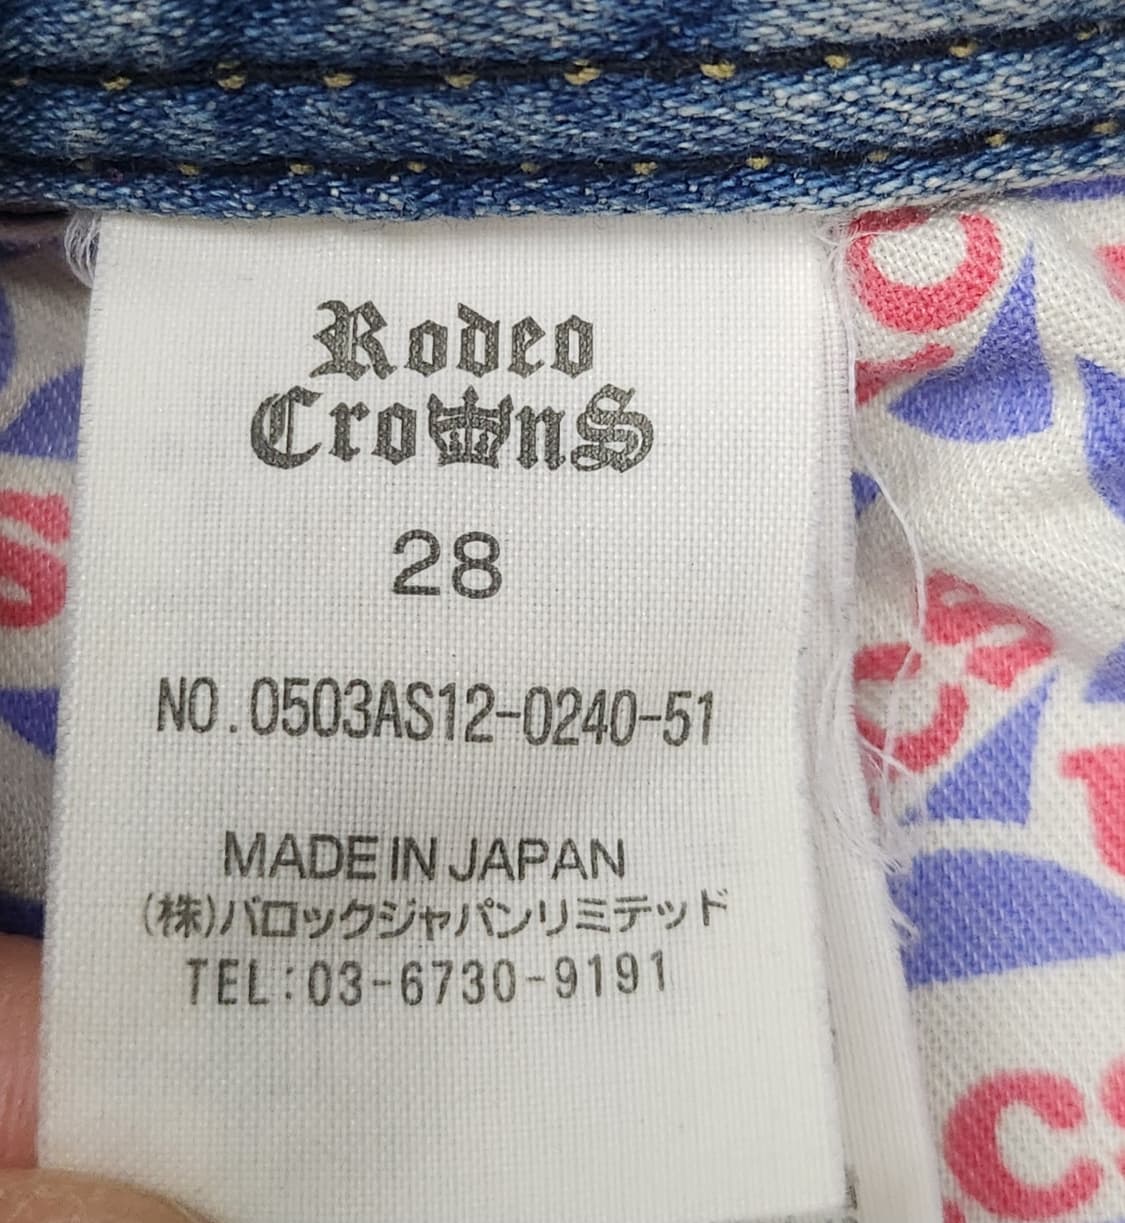 Rodeo
CroWnS
28
NO.0503AS12-0240-51
MADE IN JAPAN
(株)バロックジャパンリミテッド
TEL:03-6730-9191